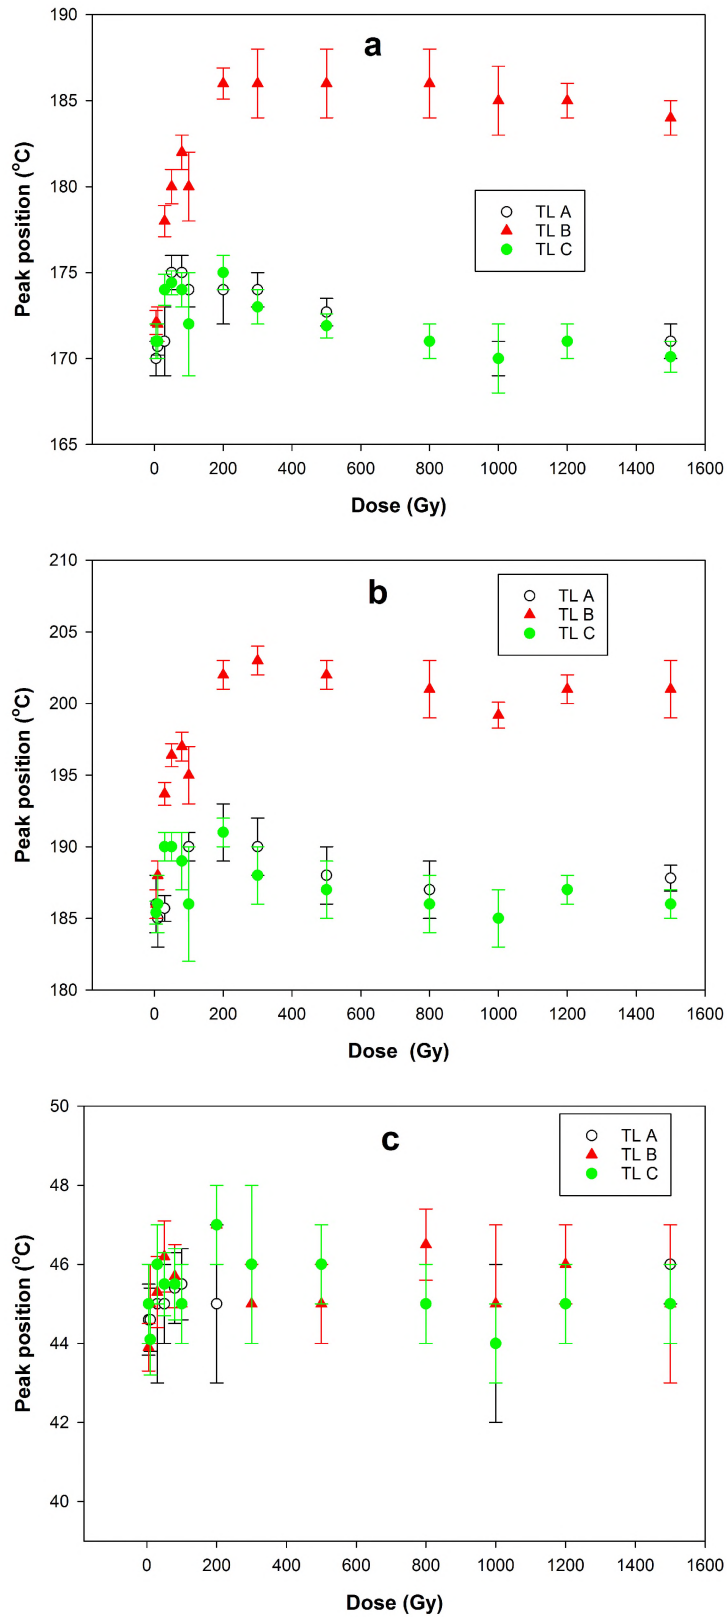 a
Peak position (°C)
190
185
180
175
170
165
TL A
TL B
TL C
0 200 400 600 800 1000 1200 1400 1600
Dose (Gy)
b
Peak position (°C)
210
205
200
195
190
185
180
TL A
TL B
TL C
0 200 400 600 800 1000 1200 1400 1600
Dose (Gy)
c
Peak position (°C)
50
48
46
44
42
40
TL A
TL B
TL C
0 200 400 600 800 1000 1200 1400 1600
Dose (Gy)